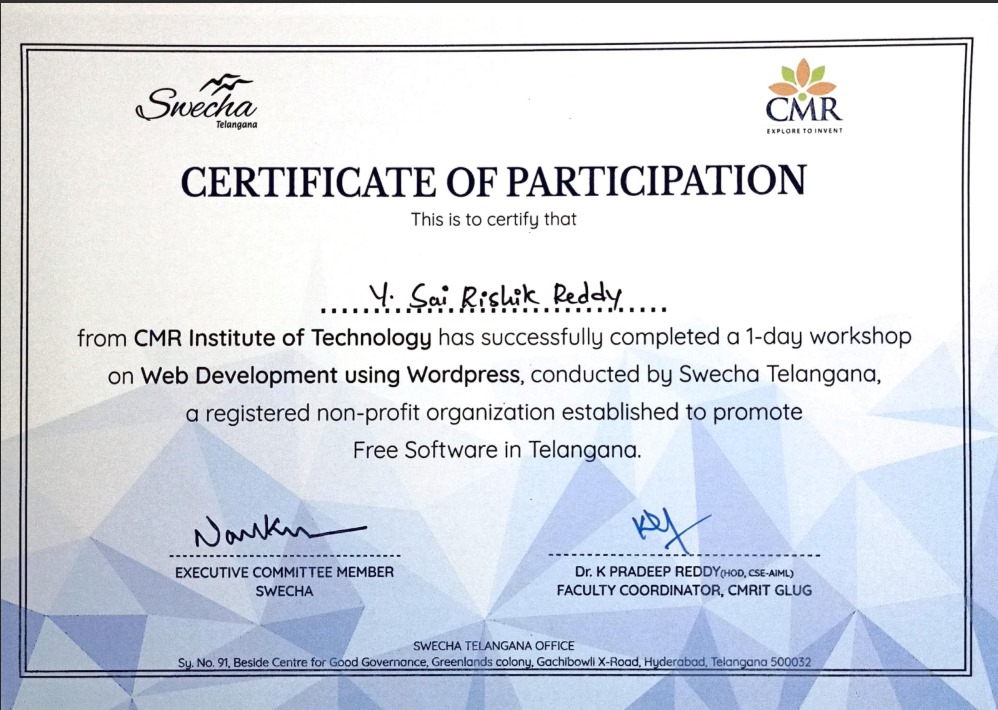 Swecha
Telangana
CMR
EXPLORE TO INVENT
CERTIFICATE OF PARTICIPATION
This is to certify that
Y. Sai Rishik Reddy
from CMR Institute of Technology has successfully completed a 1-day workshop
on Web Development using Wordpress, conducted by Swecha Telangana,
a registered non-profit organization established to promote
Free Software in Telangana.
EXECUTIVE COMMITTEE MEMBER
SWECHA
Dr. K PRADEEP REDDY(HOD, CSE-AIML)
FACULTY COORDINATOR, CMRIT GLUG
SWECHA TELANGANA OFFICE
Sy. No. 91, Beside Centre for Good Governance, Greenlands colony, Gachibowli X-Road, Hyderabad, Telangana 500032